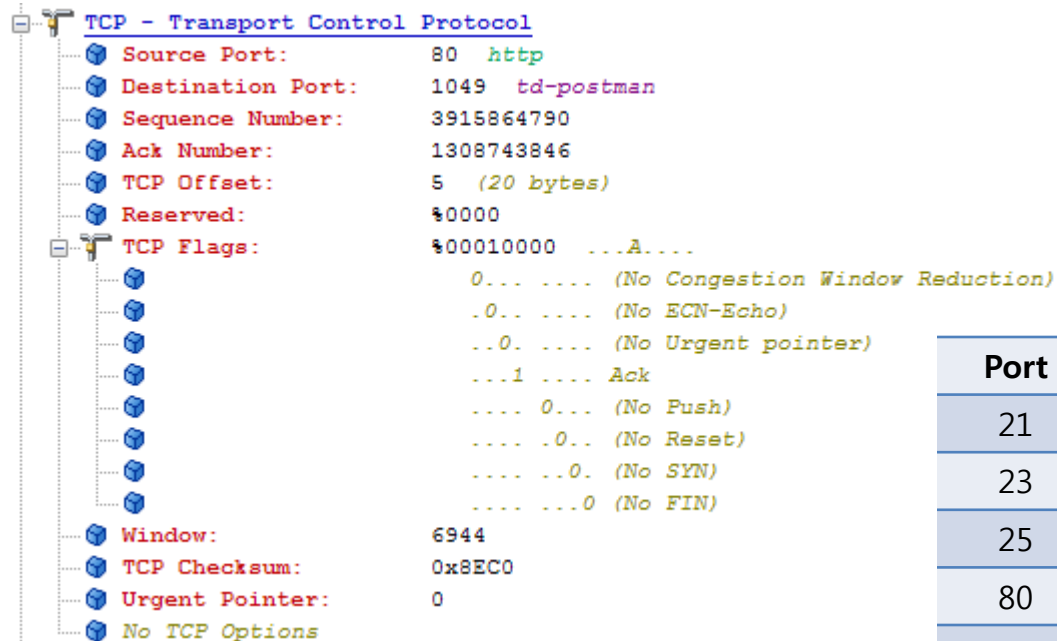 TCP - Transport Control Protocol
Source Port: 80 http
Destination Port: 1049 td-postman
Sequence Number: 3915864790
Ack Number: 1308743846
TCP Offset: 5 (20 bytes)
Reserved: %0000
TCP Flags: %00010000 ...A....
0... .... (No Congestion Window Reduction)
.0.. .... (No ECN-Echo)
..0. .... (No Urgent pointer)
...1 .... Ack
.... 0... (No Push)
.... .0.. (No Reset)
.... ..0. (No SYN)
.... ...0 (No FIN)
Window: 6944
TCP Checksum: 0x8EC0
Urgent Pointer: 0
No TCP Options
Port
21
23
25
80